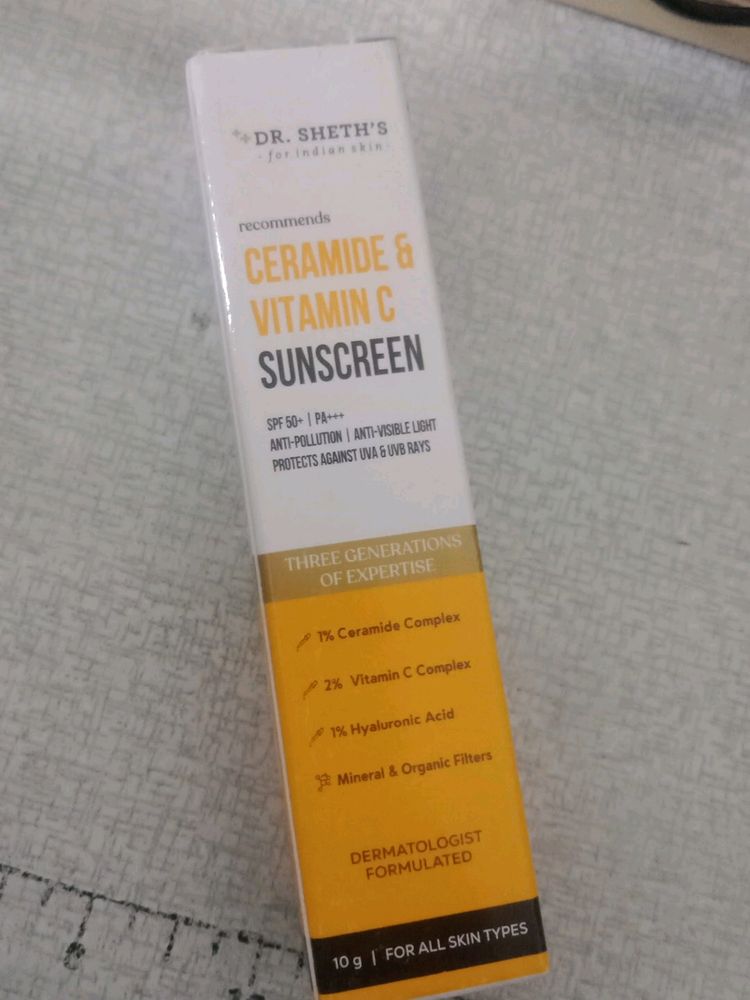 DR. SHETH'S
- for indian skin -
recommends
CERAMIDE &
VITAMIN C
SUNSCREEN
SPF 50+ | PA+++
ANTI-POLLUTION | ANTI-VISIBLE LIGHT
PROTECTS AGAINST UVA & UVB RAYS
THREE GENERATIONS
OF EXPERTISE
1% Ceramide Complex
2% Vitamin C Complex
1% Hyaluronic Acid
Mineral & Organic Filters
DERMATOLOGIST
FORMULATED
10 g | FOR ALL SKIN TYPES